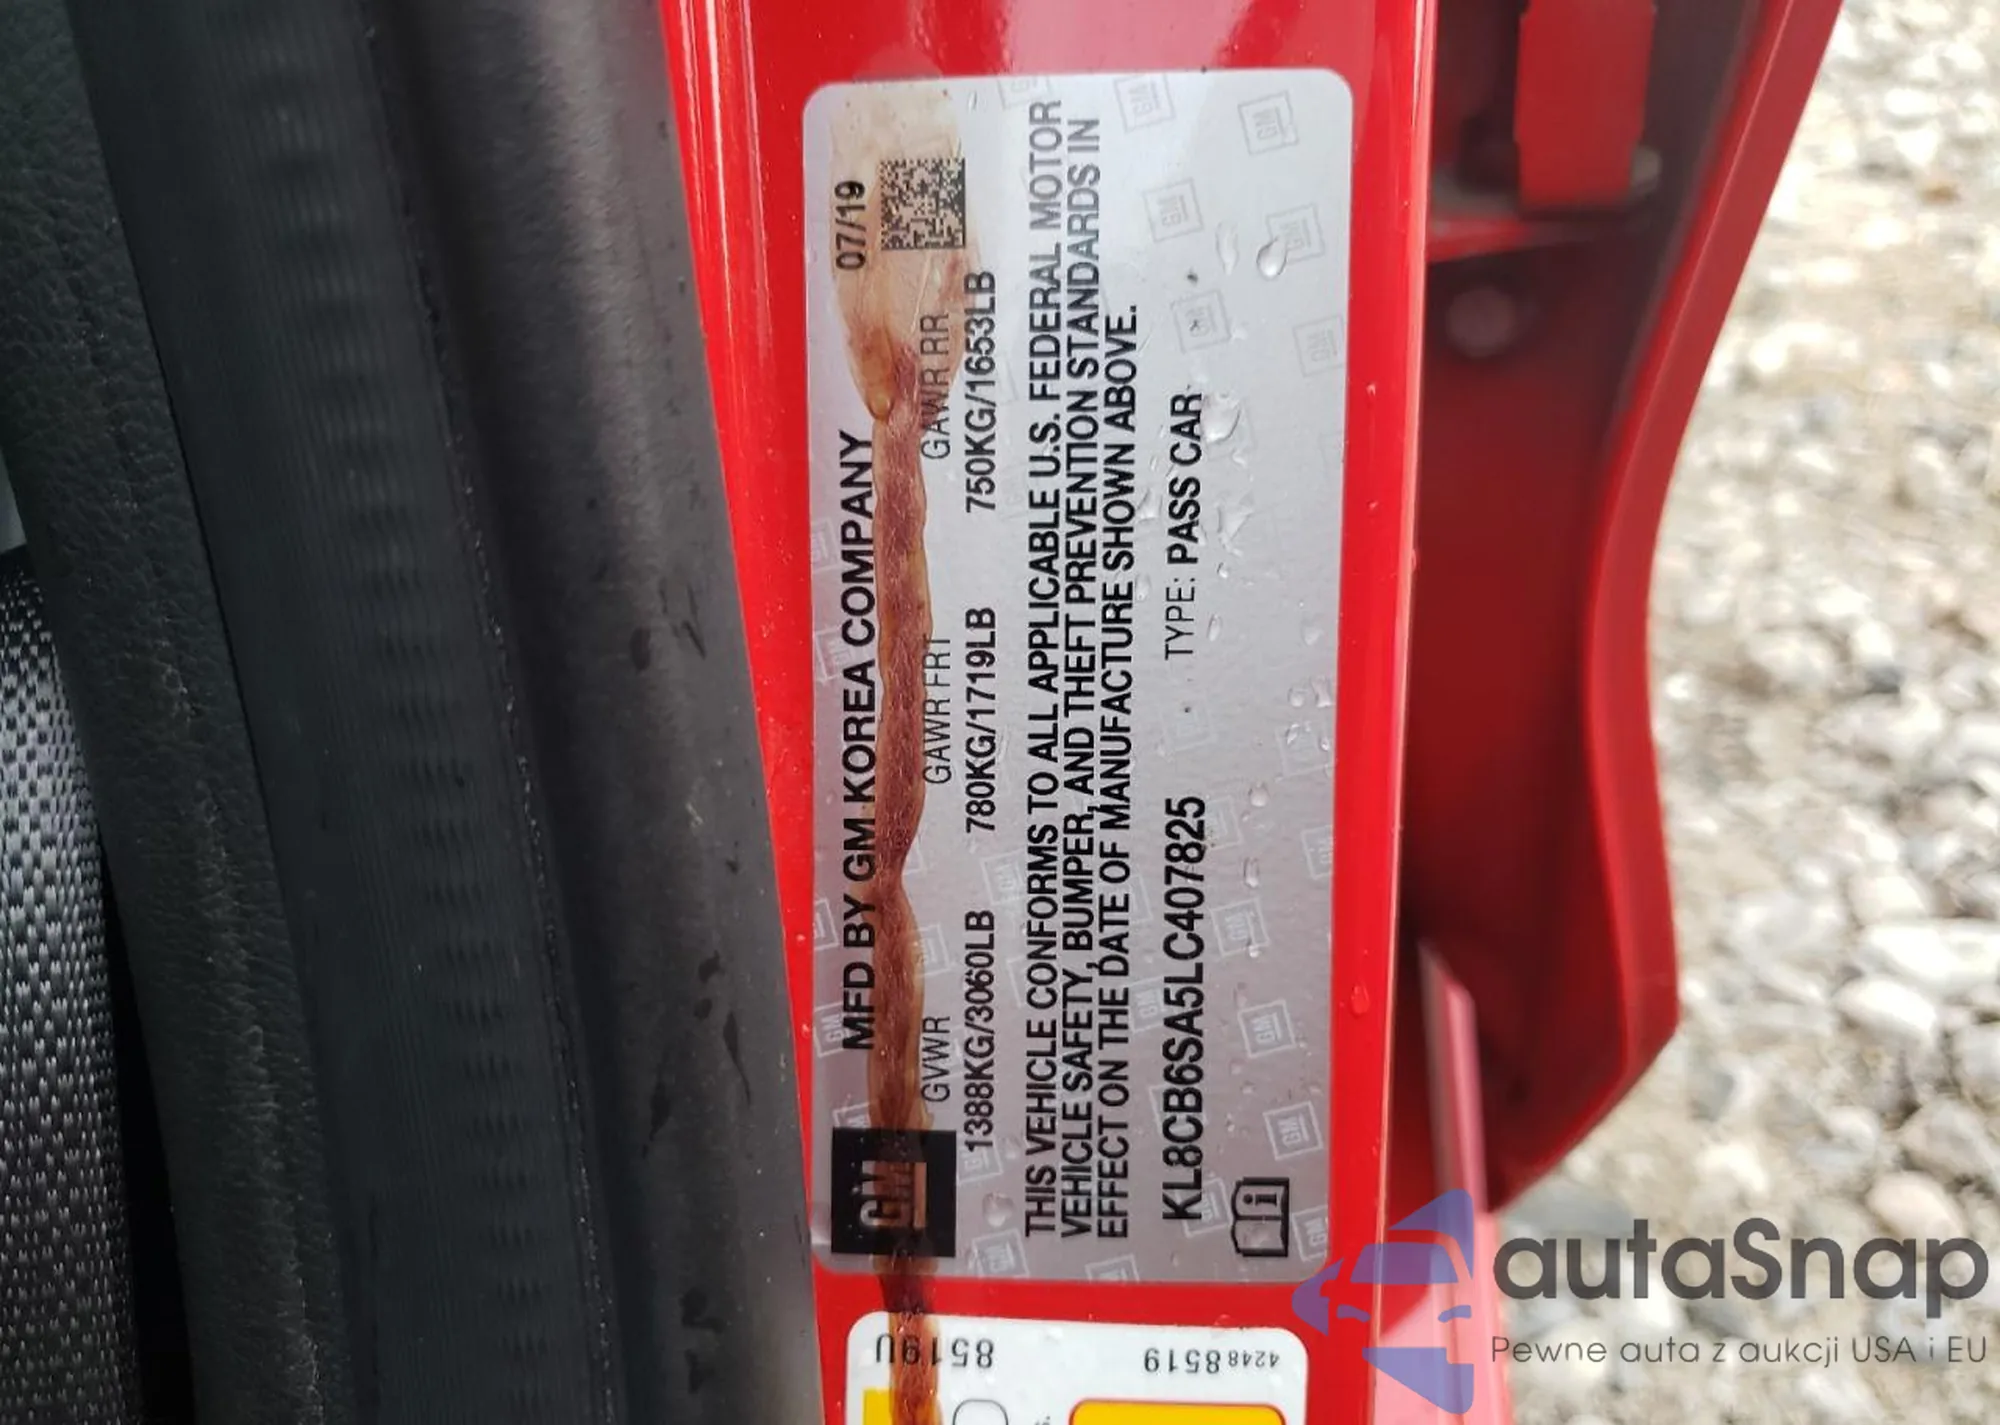 MFD BY GM KOREA COMPANY 07/19
GM
GVWR GAWR FRT GAWR RR
1388KG/3060LB 780KG/1719LB 750KG/1653LB
THIS VEHICLE CONFORMS TO ALL APPLICABLE U.S. FEDERAL MOTOR
VEHICLE SAFETY, BUMPER, AND THEFT PREVENTION STANDARDS IN
EFFECT ON THE DATE OF MANUFACTURE SHOWN ABOVE.
KL8CB6SA5LC407825 TYPE: PASS CAR
i
8519U
42488519
autaSnap
Pewne auta z aukcji USA i EU